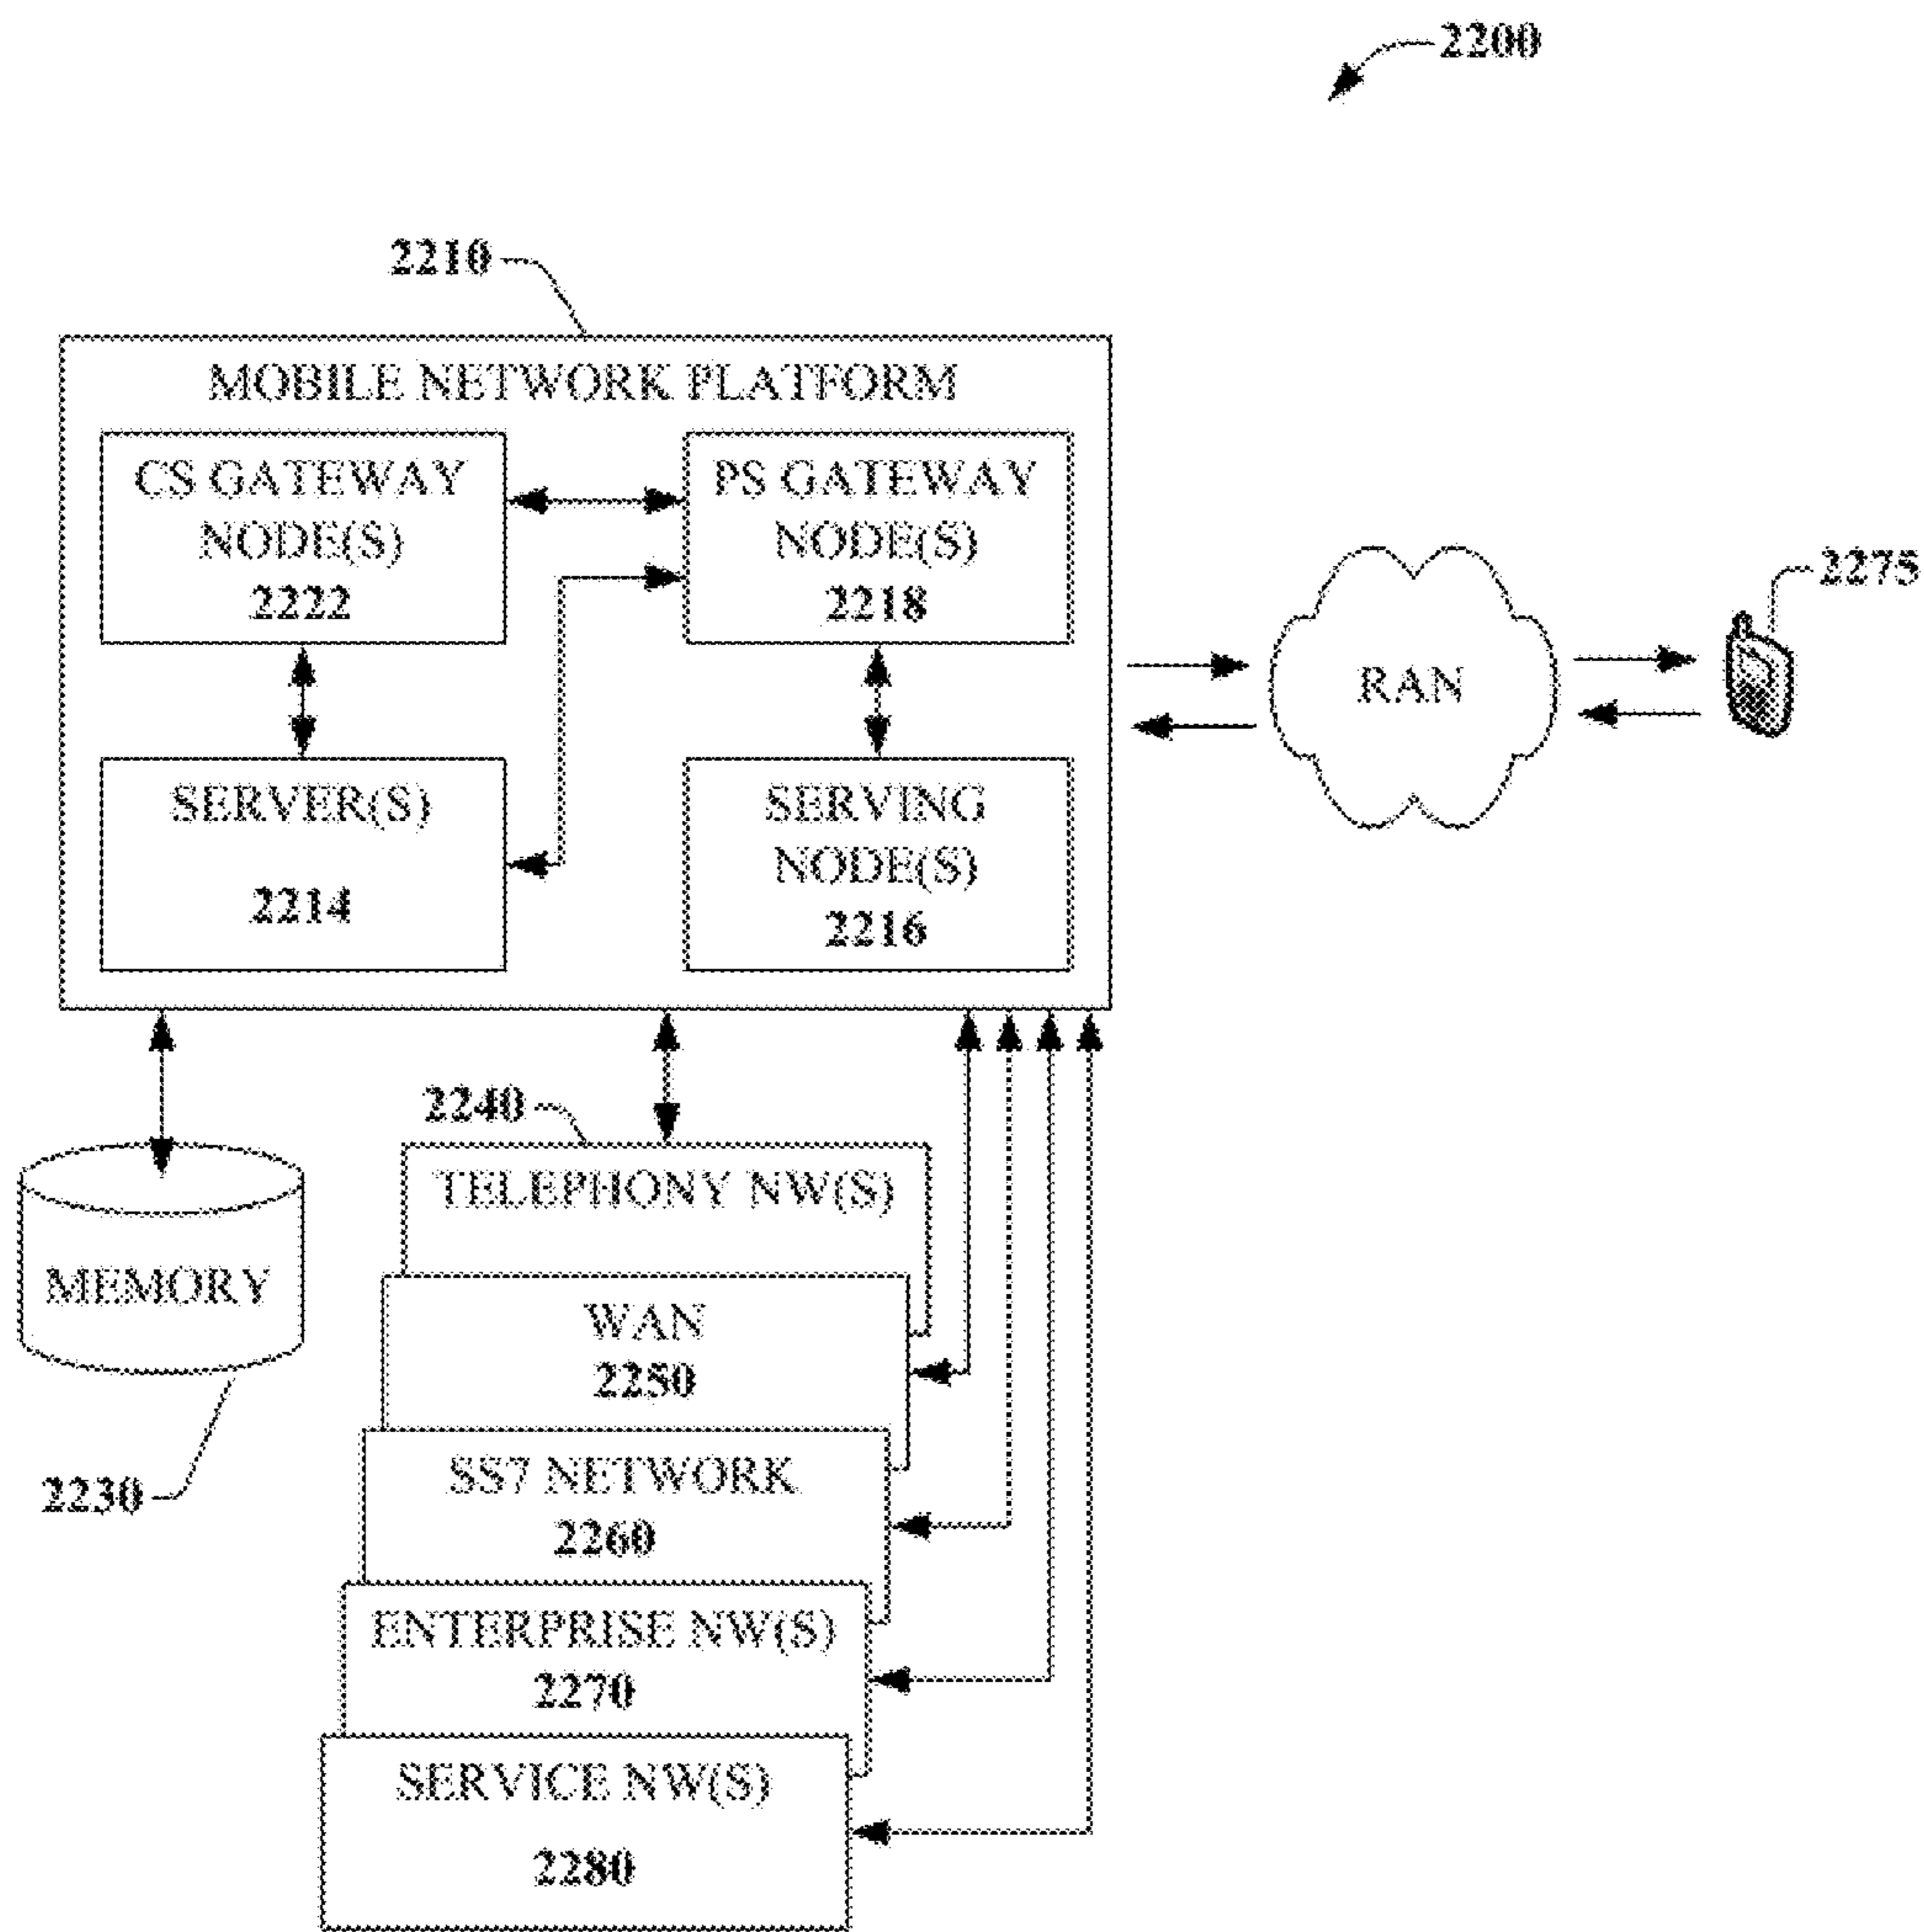 2200
2210
MOBILE NETWORK PLATFORM
CS GATEWAY
NODE(S)
2222
PS GATEWAY
NODE(S)
2218
SERVER(S)
2214
SERVING
NODE(S)
2216
RAN
2275
2240
TELEPHONY NW(S)
MEMORY
2230
WAN
2250
SS7 NETWORK
2260
ENTERPRISE NW(S)
2270
SERVICE NW(S)
2280